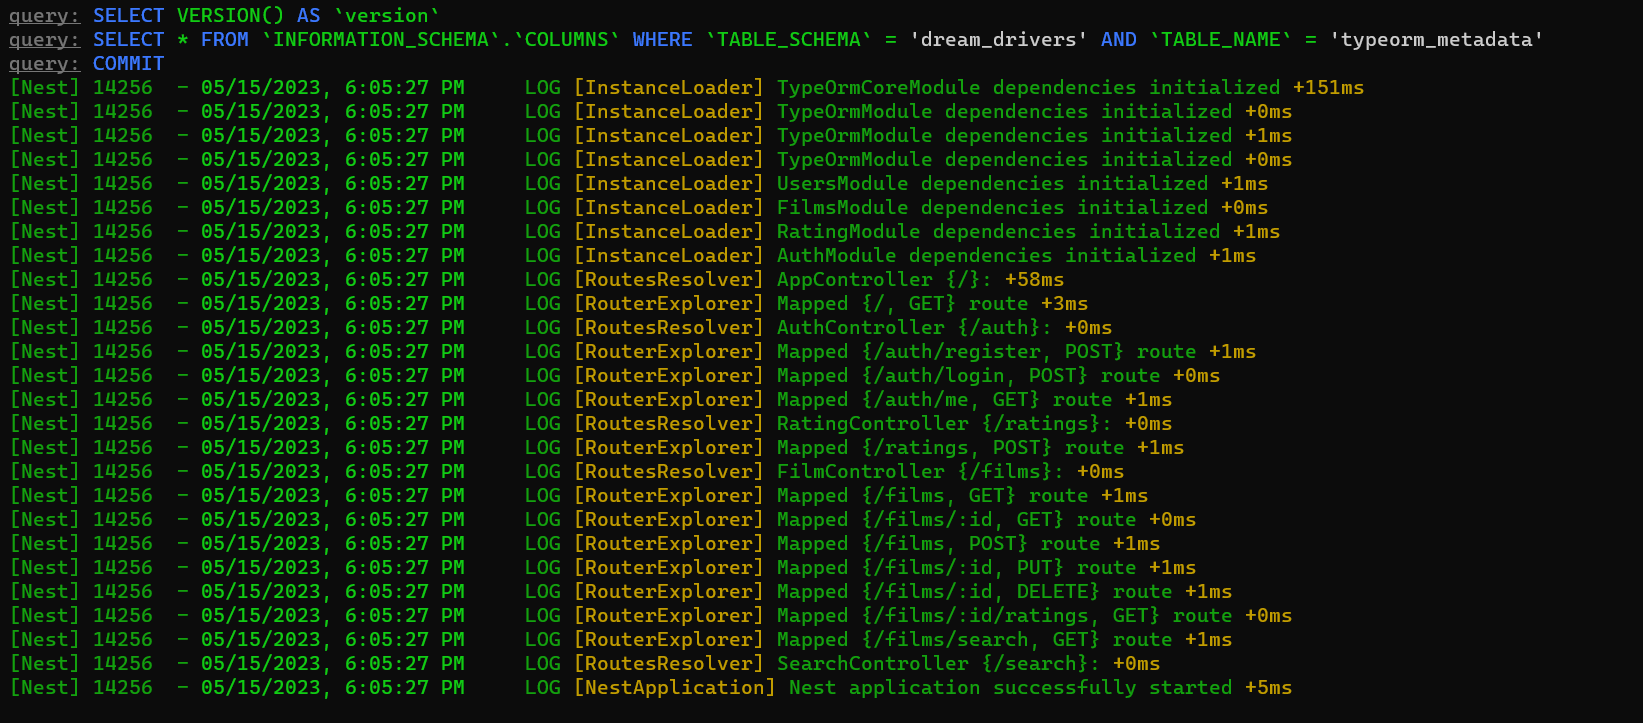 query: SELECT VERSION() AS `version`
query: SELECT * FROM `INFORMATION_SCHEMA`.`COLUMNS` WHERE `TABLE_SCHEMA` = 'dream_drivers' AND `TABLE_NAME` = 'typeorm_metadata'
query: COMMIT
[Nest] 14256  - 05/15/2023, 6:05:27 PM     LOG [InstanceLoader] TypeOrmCoreModule dependencies initialized +151ms
[Nest] 14256  - 05/15/2023, 6:05:27 PM     LOG [InstanceLoader] TypeOrmModule dependencies initialized +0ms
[Nest] 14256  - 05/15/2023, 6:05:27 PM     LOG [InstanceLoader] TypeOrmModule dependencies initialized +1ms
[Nest] 14256  - 05/15/2023, 6:05:27 PM     LOG [InstanceLoader] TypeOrmModule dependencies initialized +0ms
[Nest] 14256  - 05/15/2023, 6:05:27 PM     LOG [InstanceLoader] UsersModule dependencies initialized +1ms
[Nest] 14256  - 05/15/2023, 6:05:27 PM     LOG [InstanceLoader] FilmsModule dependencies initialized +0ms
[Nest] 14256  - 05/15/2023, 6:05:27 PM     LOG [InstanceLoader] RatingModule dependencies initialized +1ms
[Nest] 14256  - 05/15/2023, 6:05:27 PM     LOG [InstanceLoader] AuthModule dependencies initialized +1ms
[Nest] 14256  - 05/15/2023, 6:05:27 PM     LOG [RoutesResolver] AppController {/}: +58ms
[Nest] 14256  - 05/15/2023, 6:05:27 PM     LOG [RouterExplorer] Mapped {/, GET} route +3ms
[Nest] 14256  - 05/15/2023, 6:05:27 PM     LOG [RoutesResolver] AuthController {/auth}: +0ms
[Nest] 14256  - 05/15/2023, 6:05:27 PM     LOG [RouterExplorer] Mapped {/auth/register, POST} route +1ms
[Nest] 14256  - 05/15/2023, 6:05:27 PM     LOG [RouterExplorer] Mapped {/auth/login, POST} route +0ms
[Nest] 14256  - 05/15/2023, 6:05:27 PM     LOG [RouterExplorer] Mapped {/auth/me, GET} route +1ms
[Nest] 14256  - 05/15/2023, 6:05:27 PM     LOG [RoutesResolver] RatingController {/ratings}: +0ms
[Nest] 14256  - 05/15/2023, 6:05:27 PM     LOG [RouterExplorer] Mapped {/ratings, POST} route +1ms
[Nest] 14256  - 05/15/2023, 6:05:27 PM     LOG [RoutesResolver] FilmController {/films}: +0ms
[Nest] 14256  - 05/15/2023, 6:05:27 PM     LOG [RouterExplorer] Mapped {/films, GET} route +1ms
[Nest] 14256  - 05/15/2023, 6:05:27 PM     LOG [RouterExplorer] Mapped {/films/:id, GET} route +0ms
[Nest] 14256  - 05/15/2023, 6:05:27 PM     LOG [RouterExplorer] Mapped {/films, POST} route +1ms
[Nest] 14256  - 05/15/2023, 6:05:27 PM     LOG [RouterExplorer] Mapped {/films/:id, PUT} route +1ms
[Nest] 14256  - 05/15/2023, 6:05:27 PM     LOG [RouterExplorer] Mapped {/films/:id, DELETE} route +1ms
[Nest] 14256  - 05/15/2023, 6:05:27 PM     LOG [RouterExplorer] Mapped {/films/:id/ratings, GET} route +0ms
[Nest] 14256  - 05/15/2023, 6:05:27 PM     LOG [RouterExplorer] Mapped {/films/search, GET} route +1ms
[Nest] 14256  - 05/15/2023, 6:05:27 PM     LOG [RoutesResolver] SearchController {/search}: +0ms
[Nest] 14256  - 05/15/2023, 6:05:27 PM     LOG [NestApplication] Nest application successfully started +5ms